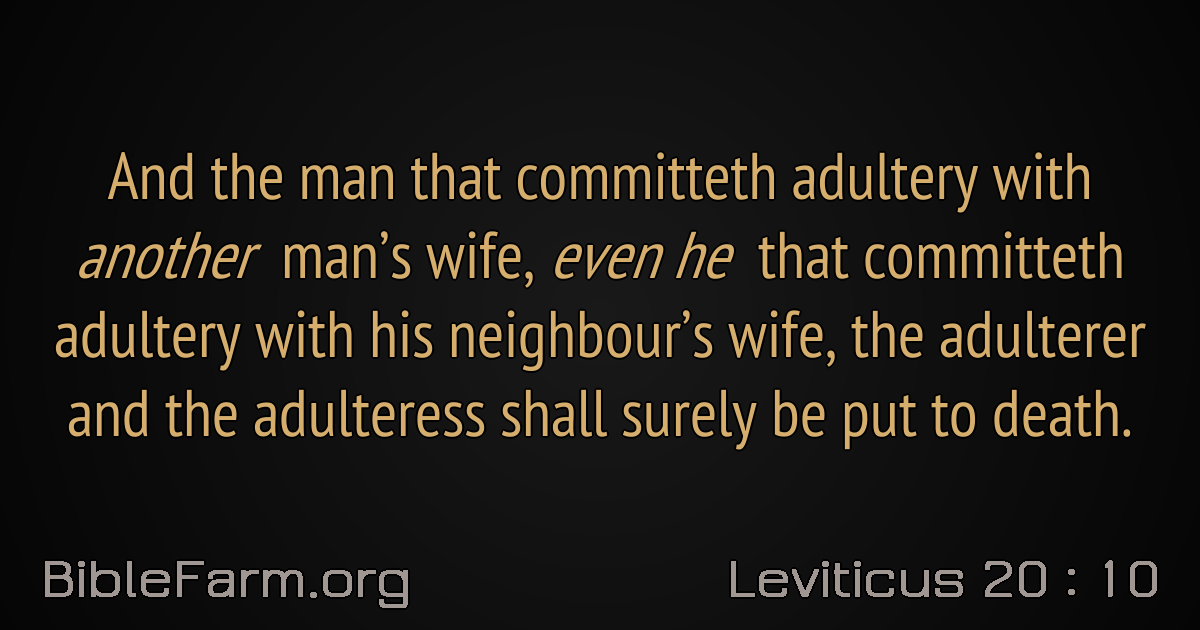 And the man that committeth adultery with
another man’s wife, even he that committeth
adultery with his neighbour’s wife, the adulterer
and the adulteress shall surely be put to death.
BibleFarm.org
Leviticus 20 : 10